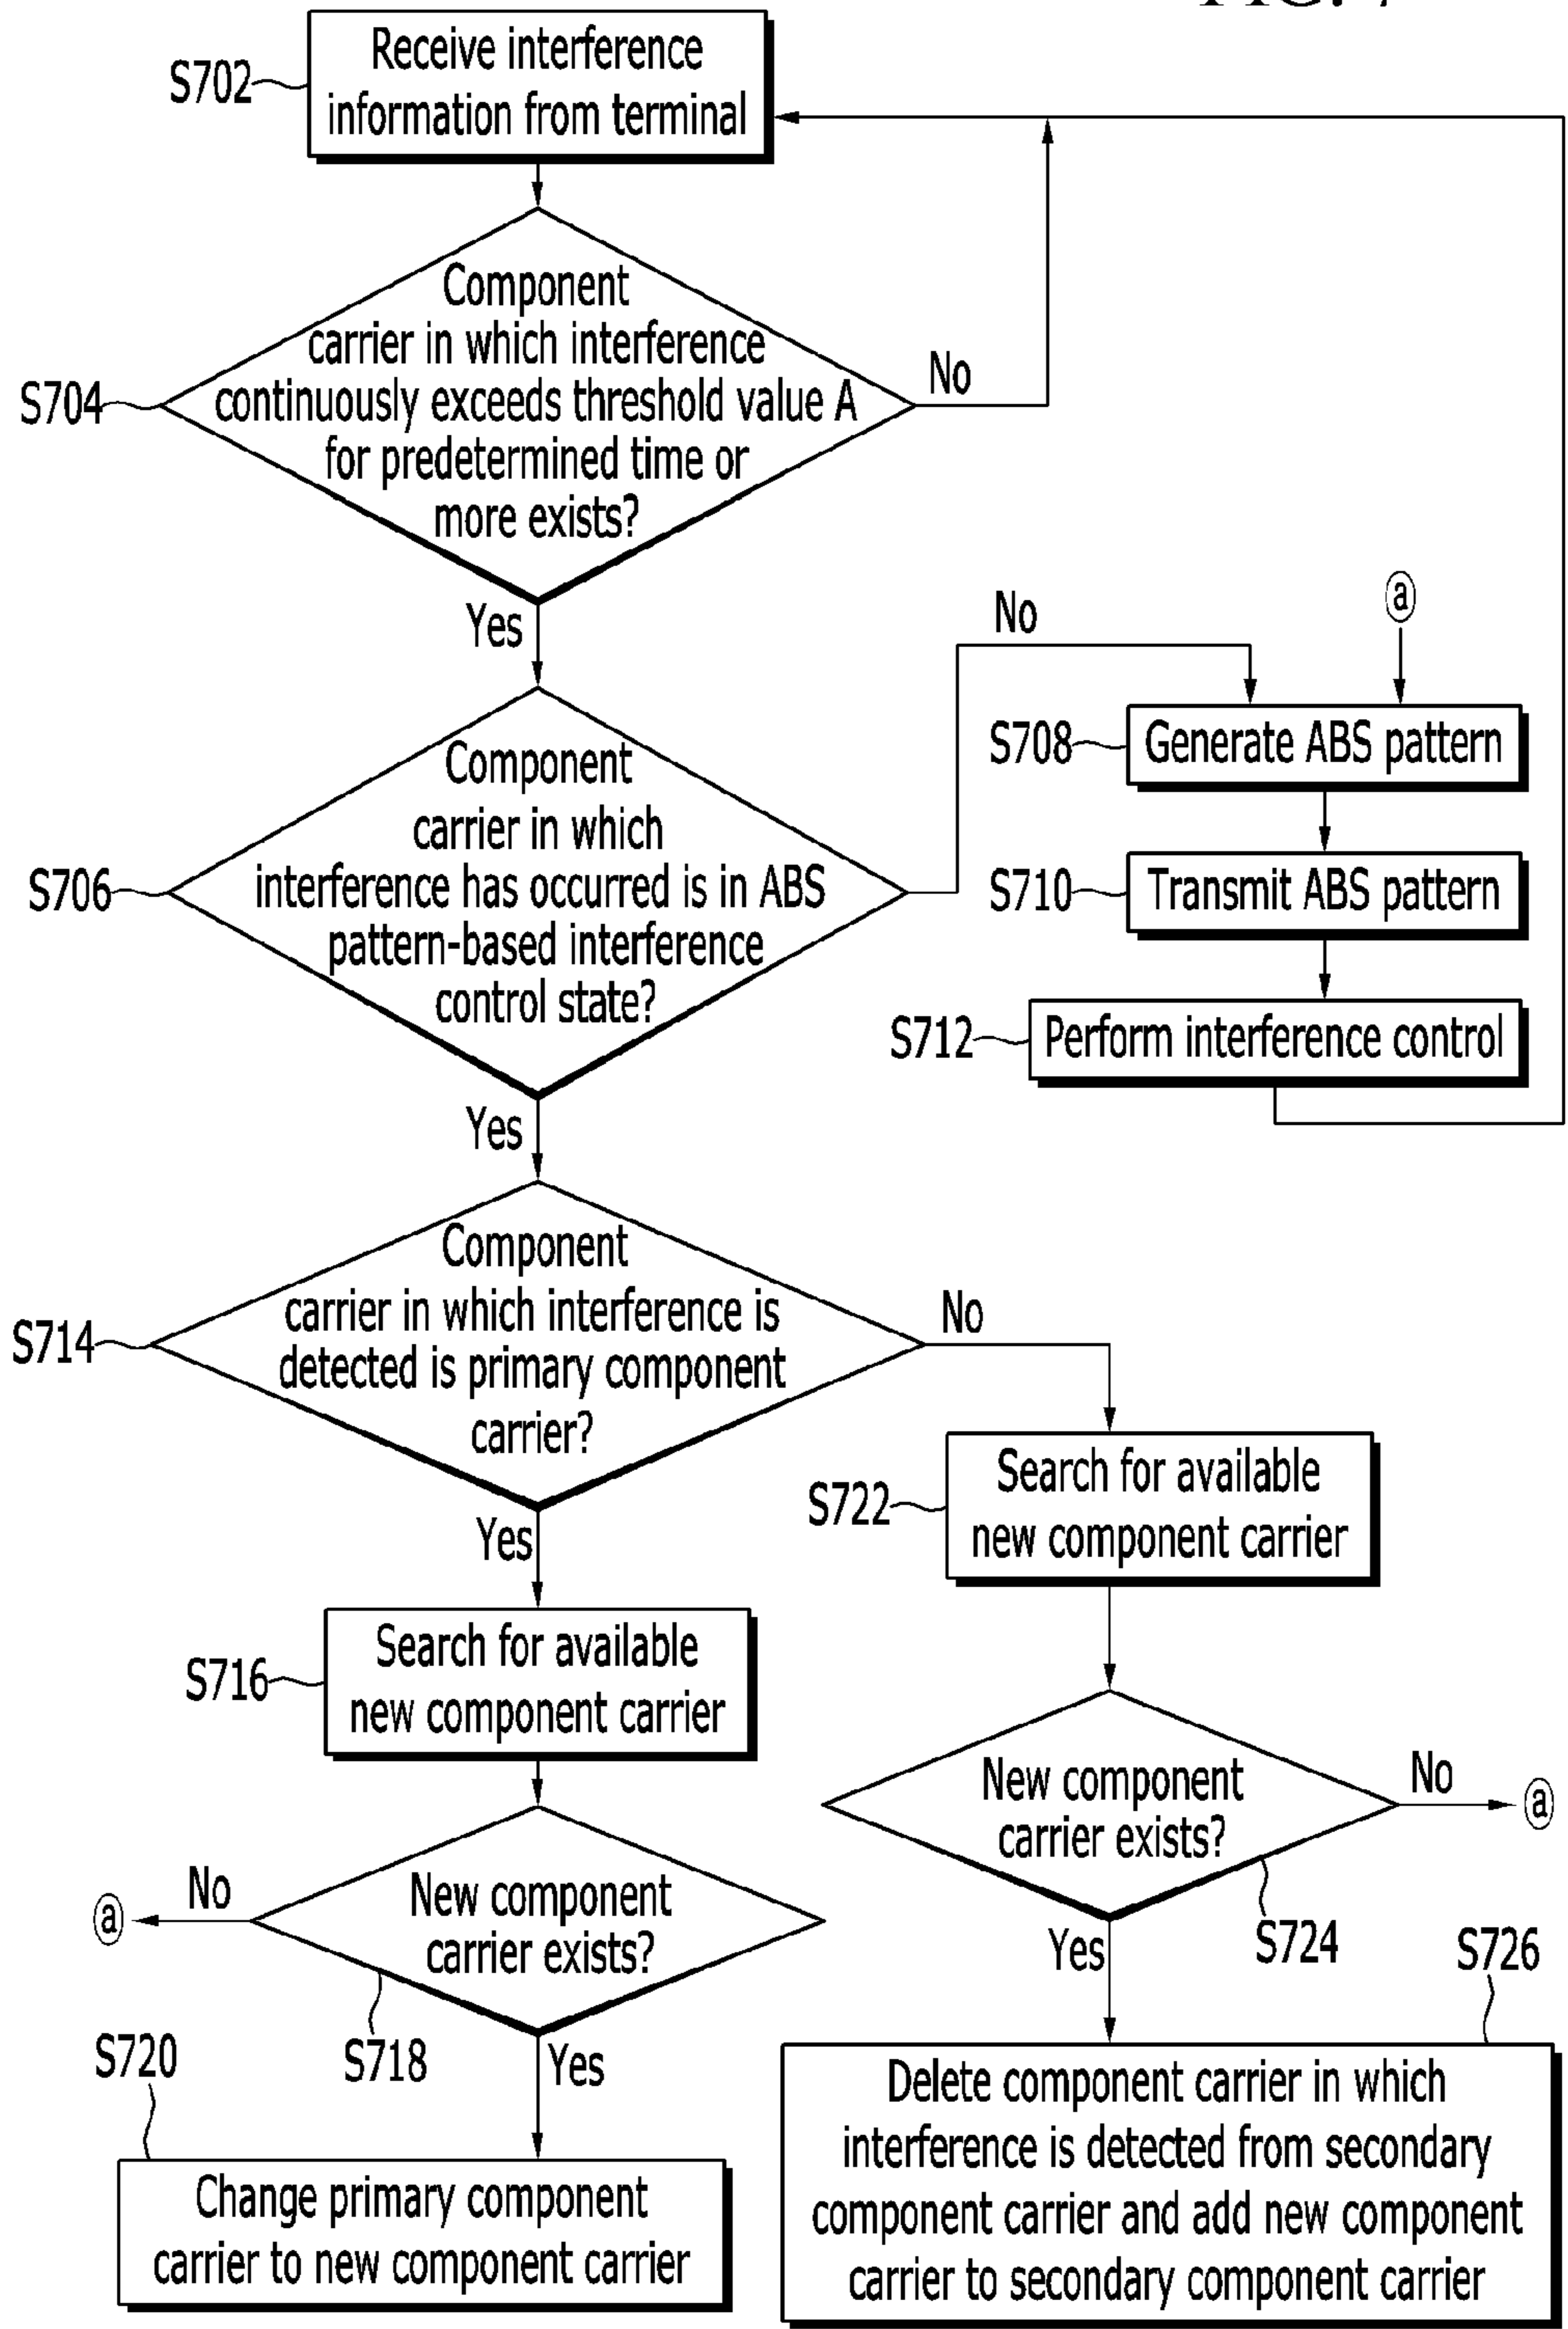 S702
Receive interference
information from terminal
S704
Component
carrier in which interference
continuously exceeds threshold value A
for predetermined time or
more exists?
No
Yes
No
ⓐ
S706
Component
carrier in which
interference has occurred is in ABS
pattern-based interference
control state?
S708
Generate ABS pattern
S710
Transmit ABS pattern
S712
Perform interference control
Yes
S714
Component
carrier in which interference is
detected is primary component
carrier?
No
Yes
S722
Search for available
new component carrier
S716
Search for available
new component carrier
New component
carrier exists?
No
ⓐ
S724
Yes
ⓐ
No
New component
carrier exists?
S718
Yes
S726
S720
Change primary component
carrier to new component carrier
Delete component carrier in which
interference is detected from secondary
component carrier and add new component
carrier to secondary component carrier